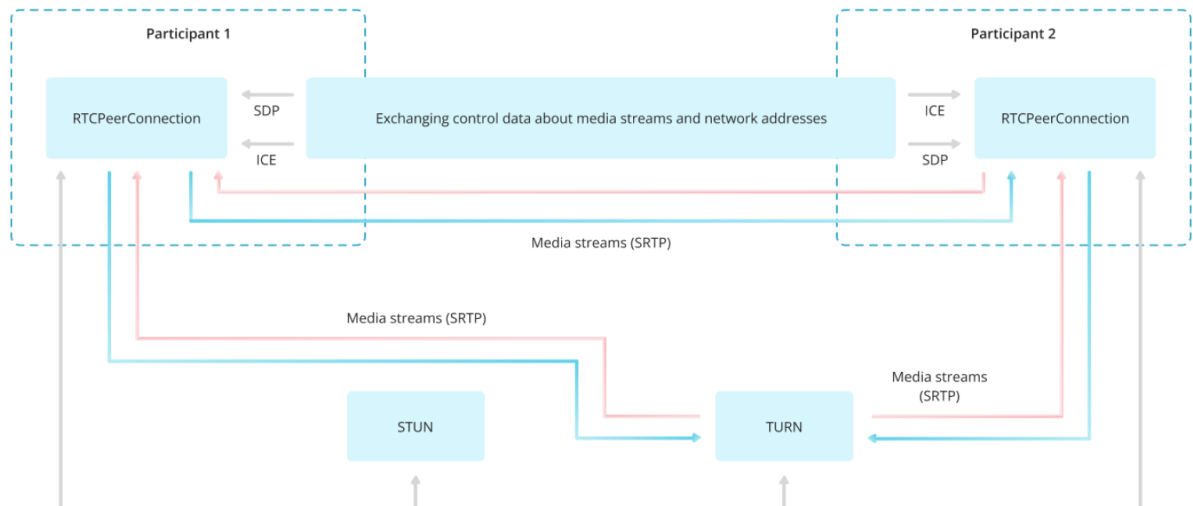 Participant 1
Participant 2
RTCPeerConnection
SDP
ICE
Exchanging control data about media streams and network addresses
ICE
SDP
RTCPeerConnection
Media streams (SRTP)
Media streams (SRTP)
Media streams
(SRTP)
STUN
TURN